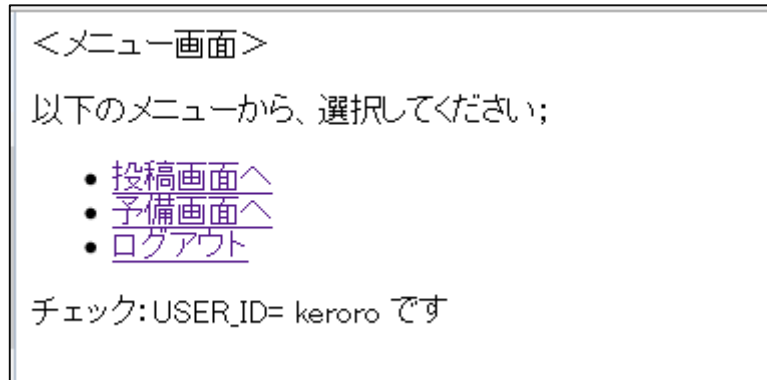 ＜メニュー画面＞
以下のメニューから、選択してください；
投稿画面へ
予備画面へ
ログアウト
チェック：USER_ID= keroro です